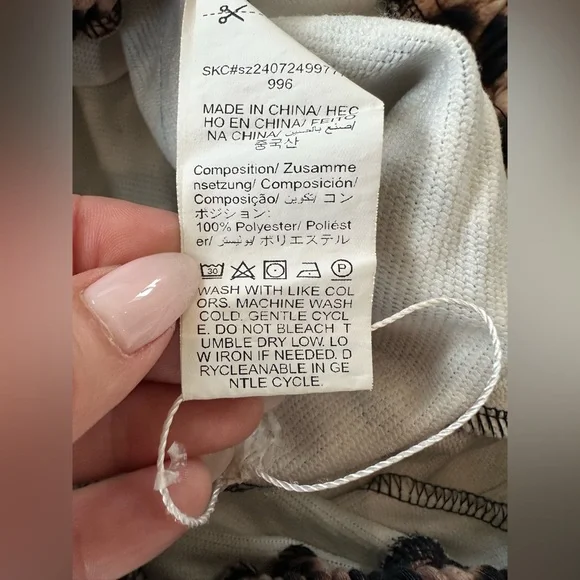 SKC#sz2407249977
996
MADE IN CHINA/ HEC
HO EN CHINA/ FEITO
NA CHINA/ صنع بالصين/
중국산
Composition/ Zusamme
nsetzung/ Composición/
Composição/ تكوين/ コン
ポジション:
100% Polyester/ Poliést
er/ بوليستر/ ポリエステル
30 P
WASH WITH LIKE COL
ORS. MACHINE WASH
COLD. GENTLE CYCL
E. DO NOT BLEACH T
UMBLE DRY LOW. LO
W IRON IF NEEDED. D
RYCLEANABLE IN GE
NTLE CYCLE.